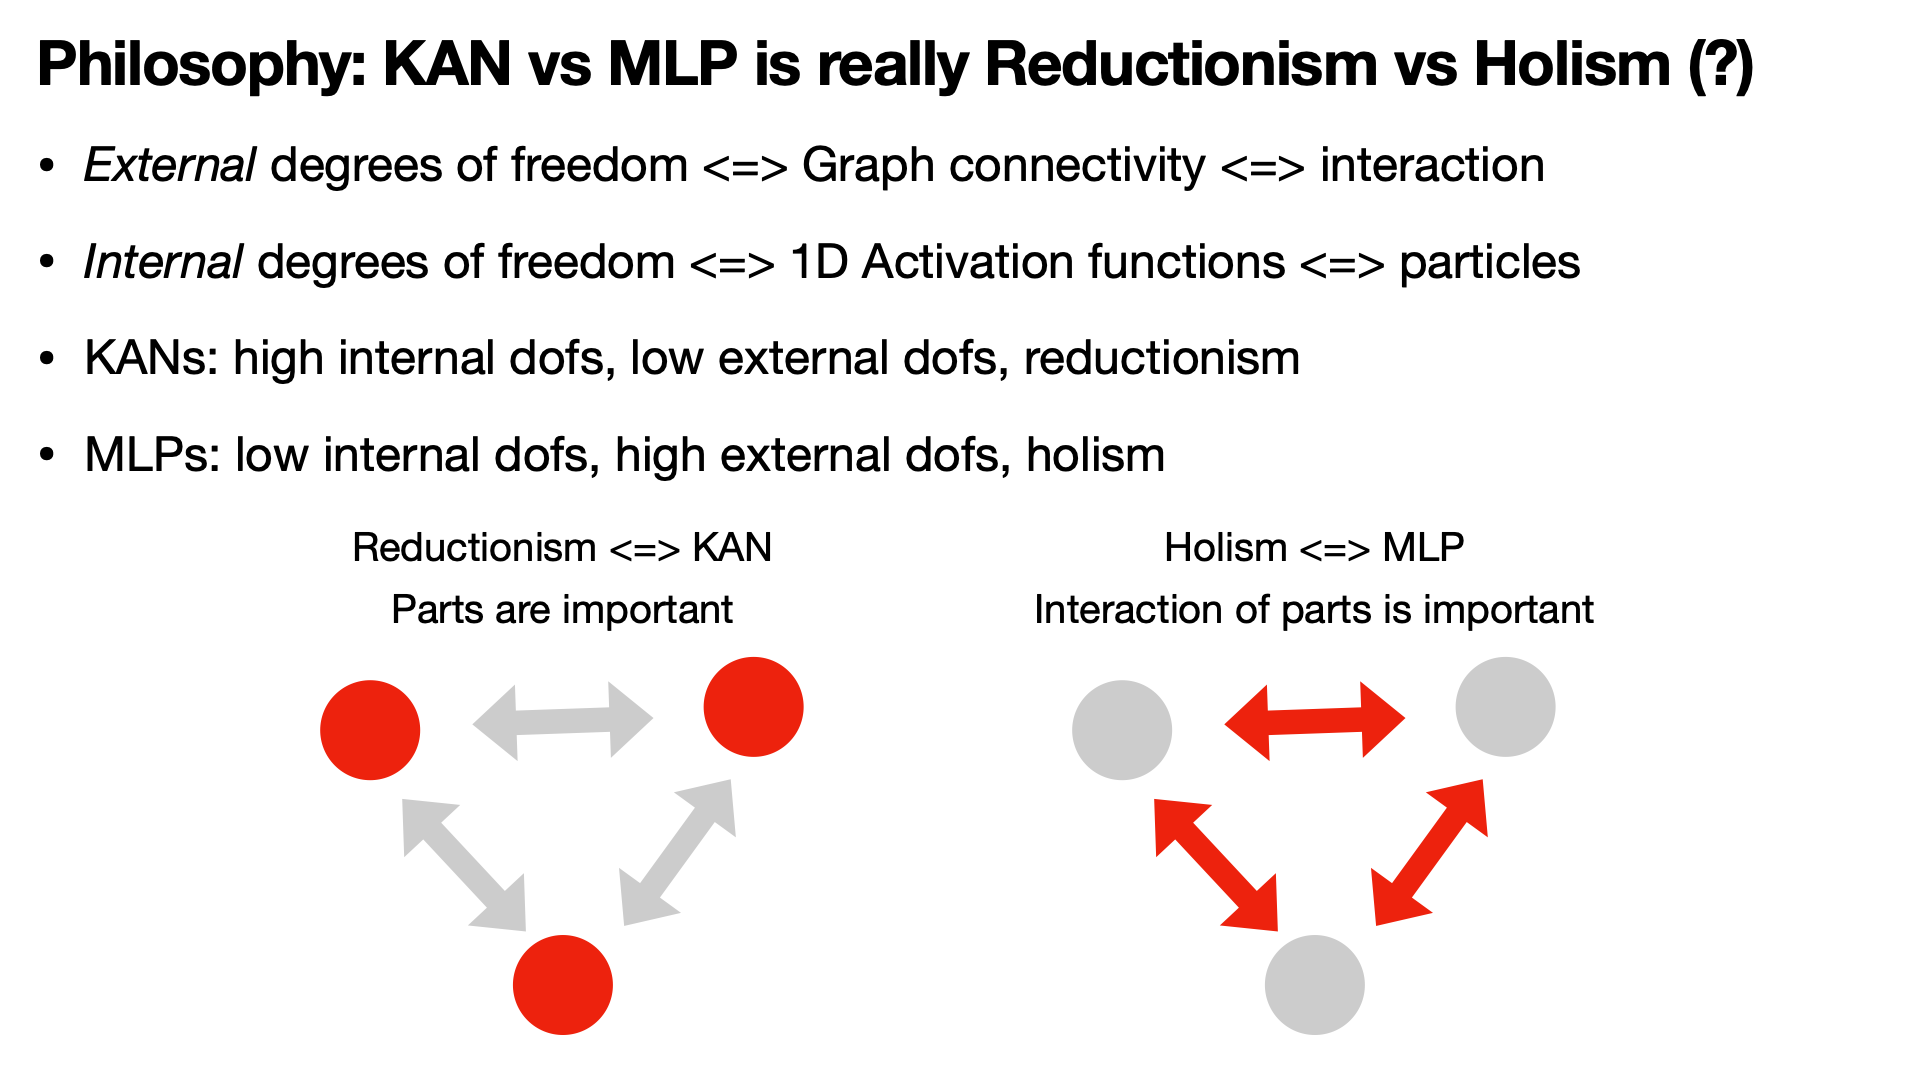 Philosophy: KAN vs MLP is really Reductionism vs Holism (?)
• External degrees of freedom <=> Graph connectivity <=> interaction
• Internal degrees of freedom <=> 1D Activation functions <=> particles
• KANs: high internal dofs, low external dofs, reductionism
• MLPs: low internal dofs, high external dofs, holism
Reductionism <=> KAN
Parts are important
Holism <=> MLP
Interaction of parts is important